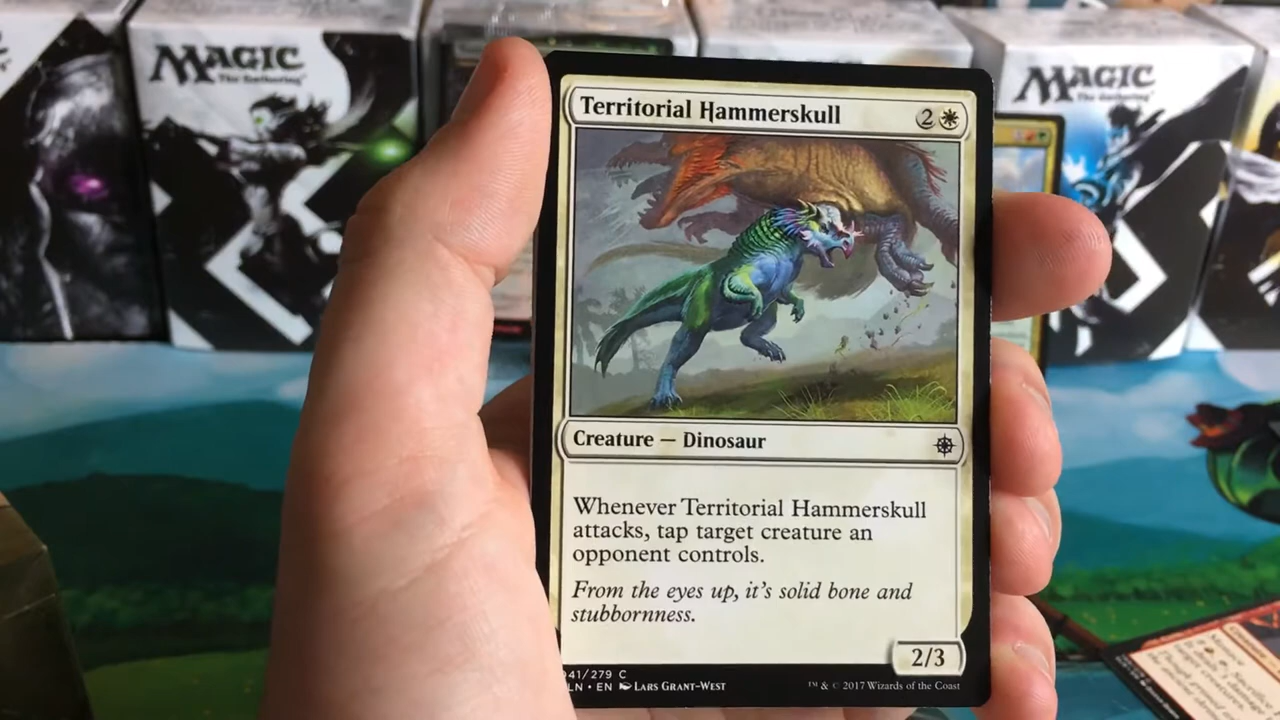 MAGIC
The Gathering®
MAGIC
The Gathering®
Territorial Hammerskull
2
Creature — Dinosaur
Whenever Territorial Hammerskull
attacks, tap target creature an
opponent controls.
From the eyes up, it's solid bone and
stubbornness.
2/3
041/279 C
LN • EN Lars Grant-West
™ & © 2017 Wizards of the Coast